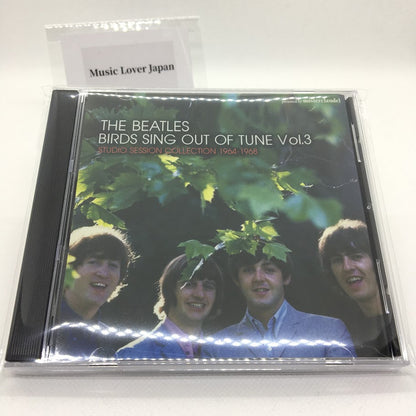 Music Lover Japan
THE BEATLES
BIRDS SING OUT OF TUNE Vol.3
STUDIO SESSION COLLECTION 1964-1968